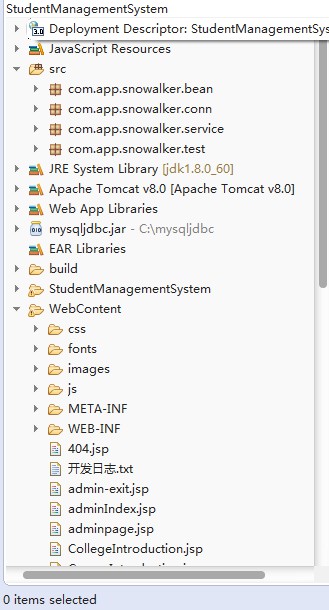 StudentManagementSystem
Deployment Descriptor: StudentManagementSys
JavaScript Resources
src
com.app.snowalker.bean
com.app.snowalker.conn
com.app.snowalker.service
com.app.snowalker.test
JRE System Library [jdk1.8.0_60]
Apache Tomcat v8.0 [Apache Tomcat v8.0]
Web App Libraries
mysqljdbc.jar - C:\mysqljdbc
EAR Libraries
build
StudentManagementSystem
WebContent
css
fonts
images
js
META-INF
WEB-INF
404.jsp
开发日志.txt
admin-exit.jsp
adminIndex.jsp
adminpage.jsp
CollegeIntroduction.jsp
0 items selected